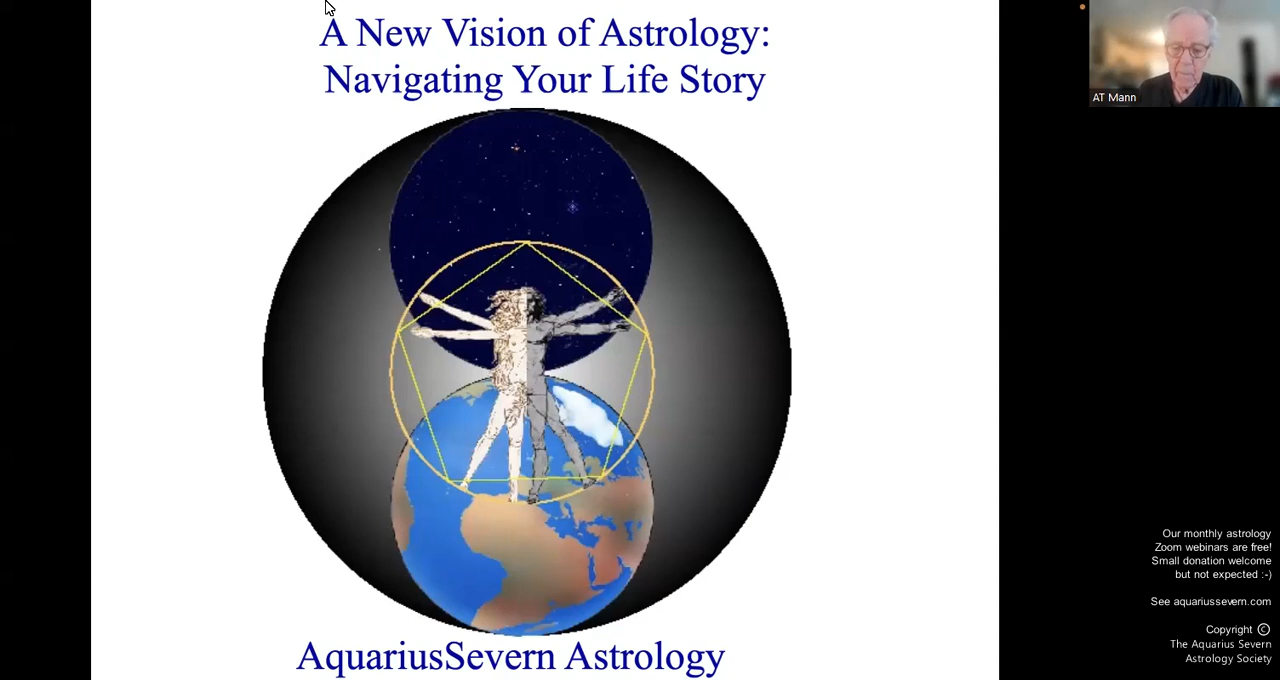 A New Vision of Astrology:
Navigating Your Life Story
AquariusSevern Astrology
AT Mann
Our monthly astrology
Zoom webinars are free!
Small donation welcome
but not expected :-)
See aquariussevern.com
Copyright ©
The Aquarius Severn
Astrology Society